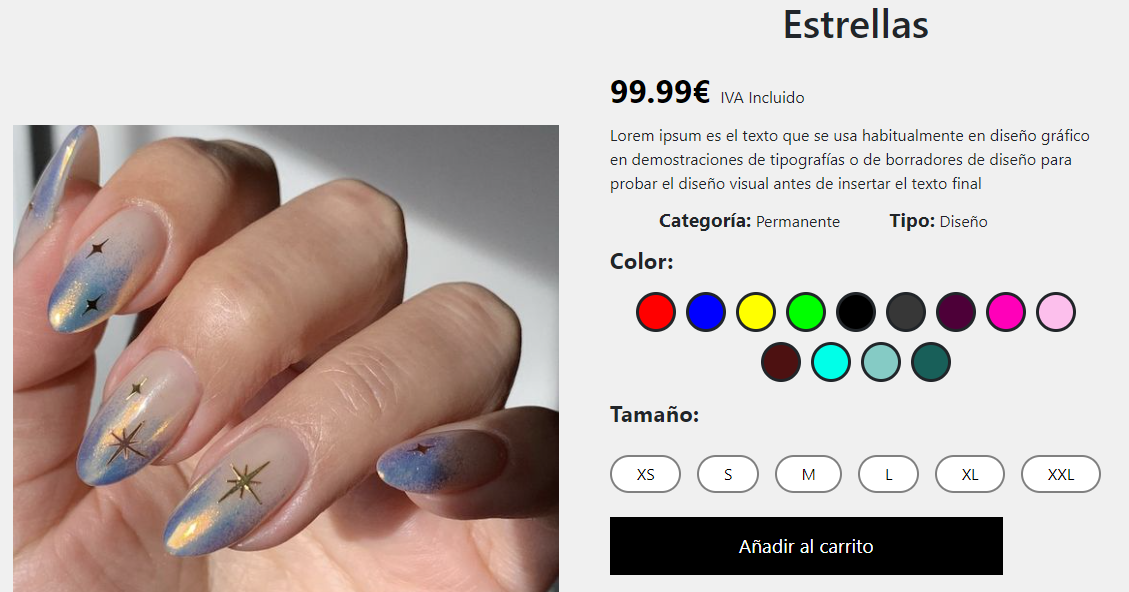 Estrellas
99.99€ IVA Incluido
Lorem ipsum es el texto que se usa habitualmente en diseño gráfico
en demostraciones de tipografías o de borradores de diseño para
probar el diseño visual antes de insertar el texto final
Categoría: Permanente Tipo: Diseño
Color:
Tamaño:
XS S M L XL XXL
Añadir al carrito